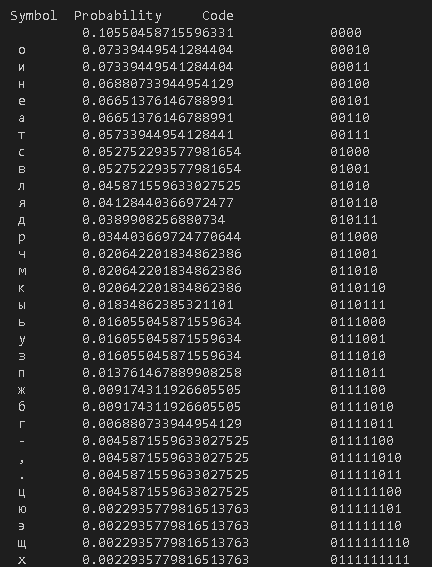 Symbol Probability Code
0.10550458715596331 0000
о 0.07339449541284404 00010
и 0.07339449541284404 00011
н 0.06880733944954129 00100
е 0.06651376146788991 00101
а 0.06651376146788991 00110
т 0.05733944954128441 00111
с 0.052752293577981654 01000
в 0.052752293577981654 01001
л 0.045871559633027525 01010
я 0.04128440366972477 010110
д 0.0389908256880734 010111
р 0.034403669724770644 011000
ч 0.020642201834862386 011001
м 0.020642201834862386 011010
к 0.020642201834862386 0110110
ы 0.01834862385321101 0110111
ь 0.016055045871559634 0111000
у 0.016055045871559634 0111001
з 0.016055045871559634 0111010
п 0.013761467889908258 0111011
ж 0.009174311926605505 0111100
б 0.009174311926605505 01111010
г 0.006880733944954129 01111011
- 0.0045871559633027525 01111100
, 0.0045871559633027525 011111010
. 0.0045871559633027525 011111011
ц 0.0045871559633027525 011111100
ю 0.0022935779816513763 011111101
э 0.0022935779816513763 011111110
щ 0.0022935779816513763 0111111110
х 0.0022935779816513763 0111111111